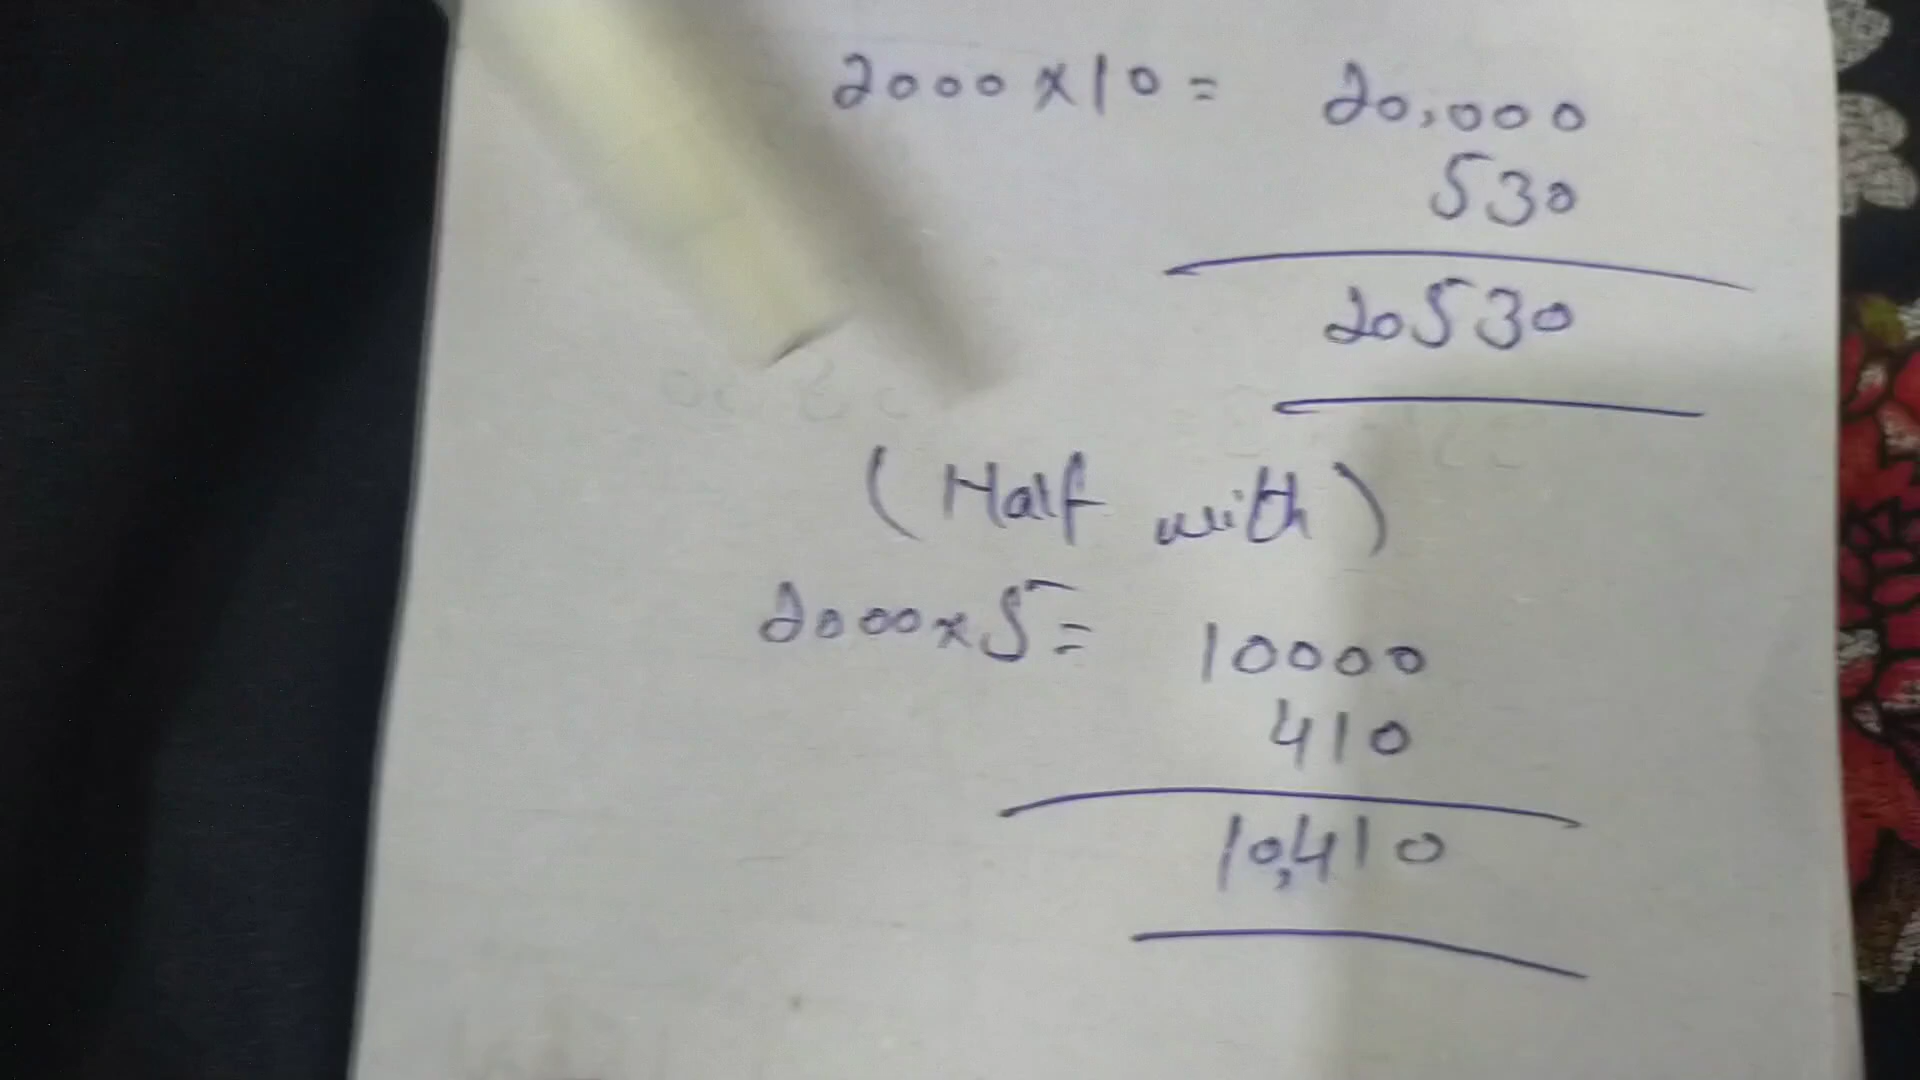 2000 x 10 = 20,000
530
20530
(Half with)
2000 x 5 = 10000
410
10,410